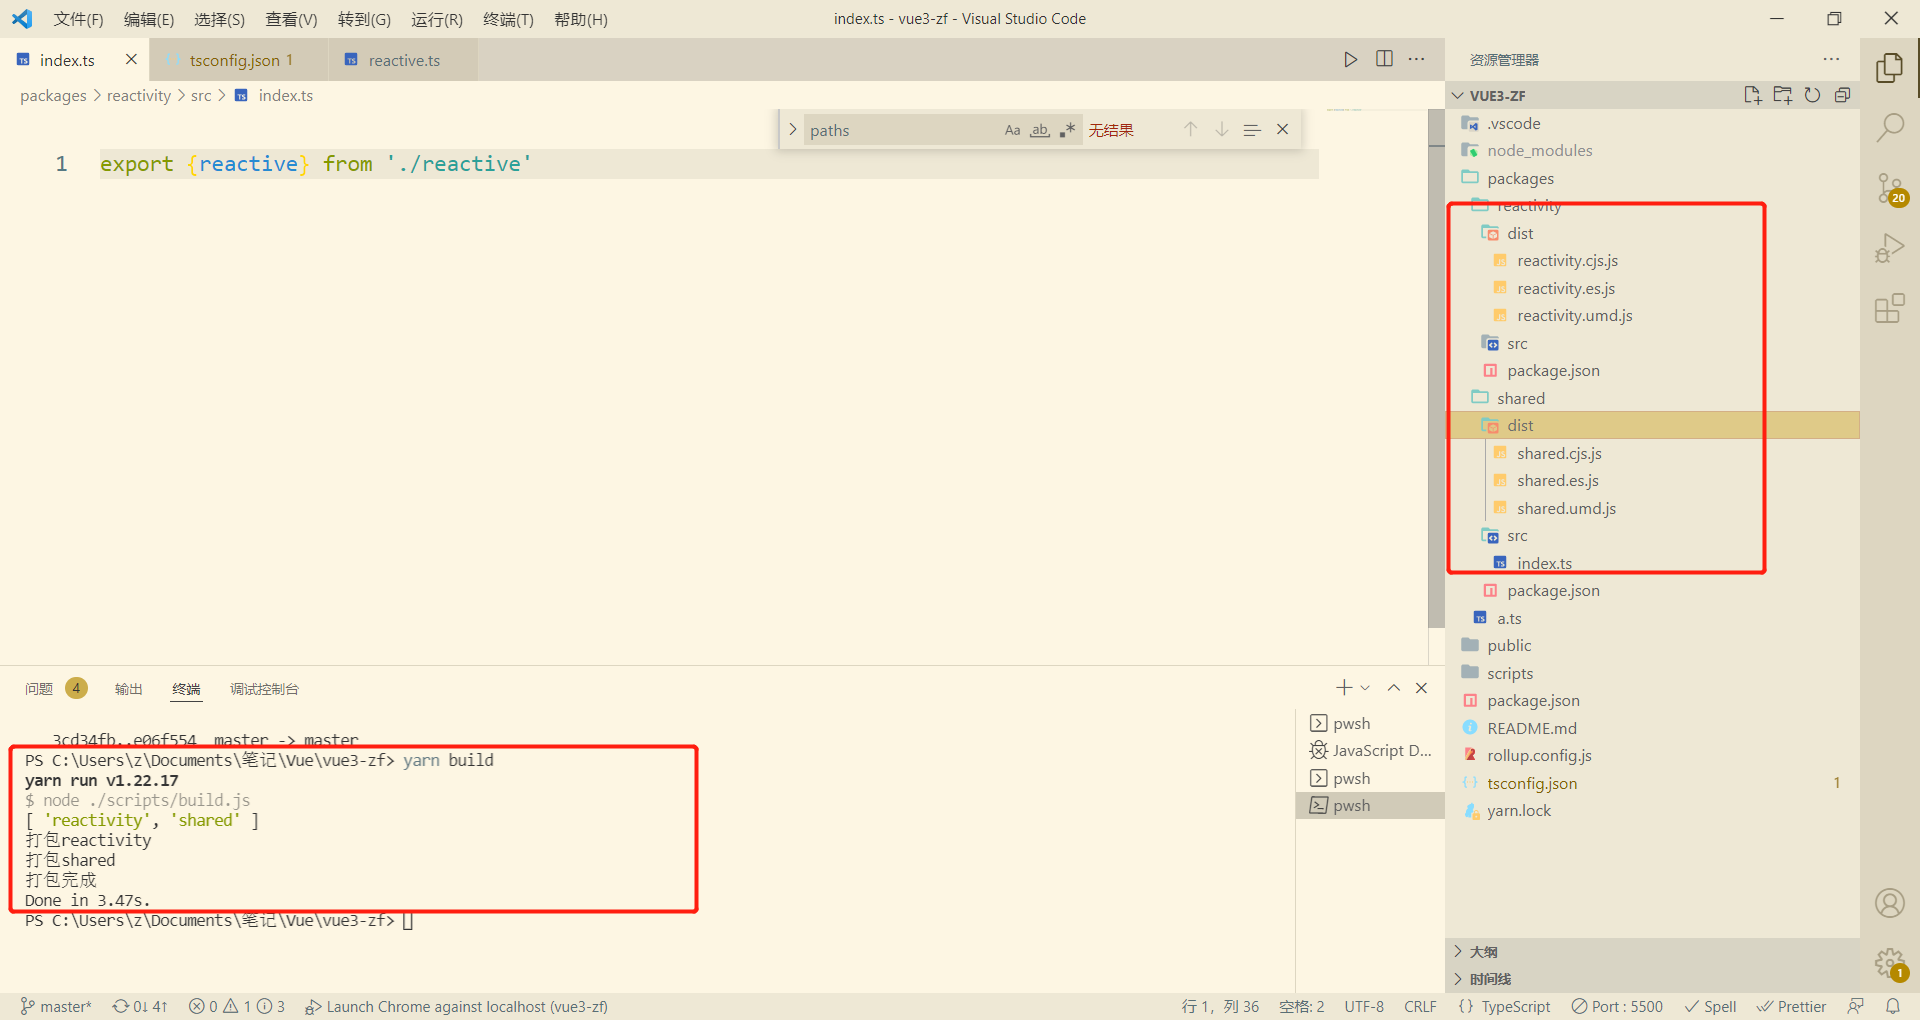 文件(F) 编辑(E) 选择(S) 查看(V) 转到(G) 运行(R) 终端(T) 帮助(H)
index.ts - vue3-zf - Visual Studio Code
index.ts
tsconfig.json 1
reactive.ts
packages > reactivity > src > index.ts
paths
Aa ab 无结果
1 export {reactive} from './reactive'
问题 4 输出 终端 调试控制台
3cd34fb..e06f554 master -> master
PS C:\Users\z\Documents\笔记\Vue\vue3-zf> yarn build
yarn run v1.22.17
$ node ./scripts/build.js
[ 'reactivity', 'shared' ]
打包reactivity
打包shared
打包完成
Done in 3.47s.
PS C:\Users\z\Documents\笔记\Vue\vue3-zf>
pwsh
JavaScript D...
pwsh
pwsh
资源管理器
VUE3-ZF
.vscode
node_modules
packages
reactivity
dist
reactivity.cjs.js
reactivity.es.js
reactivity.umd.js
src
package.json
shared
dist
shared.cjs.js
shared.es.js
shared.umd.js
src
index.ts
package.json
a.ts
public
scripts
package.json
README.md
rollup.config.js
tsconfig.json 1
yarn.lock
大纲
时间线
20
1
master* 0↓ 4↑ 0 1 3 Launch Chrome against localhost (vue3-zf)
行 1，列 36 空格: 2 UTF-8 CRLF {} TypeScript Port : 5500 Spell Prettier